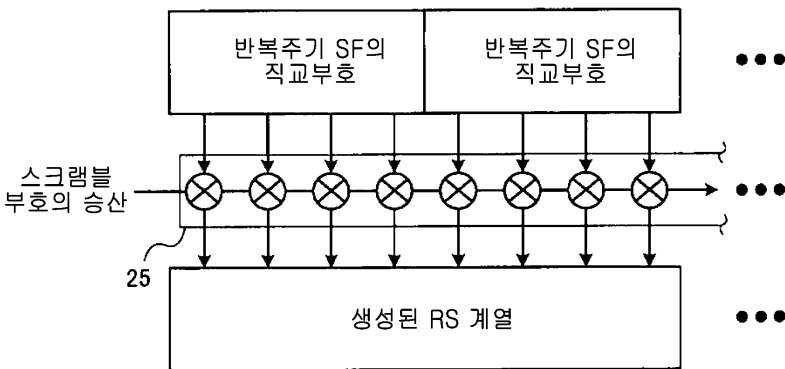 반복주기 SF의
직교부호
반복주기 SF의
직교부호
스크램블
부호의 승산
25
생성된 RS 계열